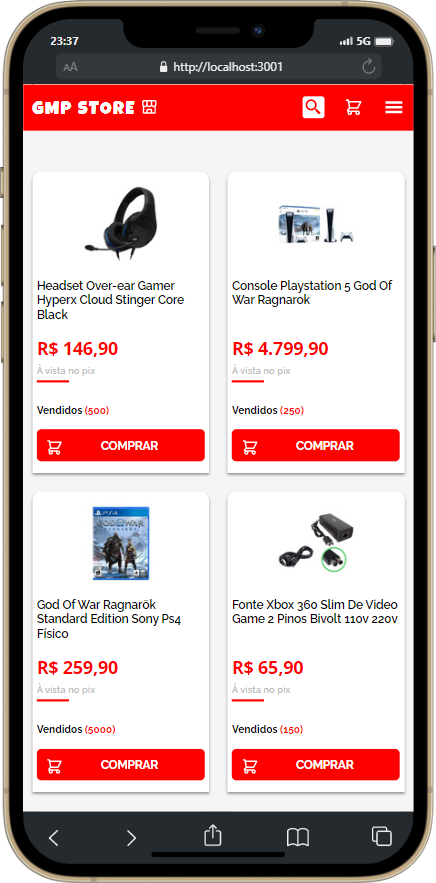 23:37
5G
AA
http://localhost:3001
GMP STORE
Headset Over-ear Gamer
Hyperx Cloud Stinger Core
Black
R$ 146,90
À vista no pix
Vendidos (500)
COMPRAR
Console Playstation 5 God Of
War Ragnarok
R$ 4.799,90
À vista no pix
Vendidos (250)
COMPRAR
PS4
GOD OF WAR
God Of War Ragnarök
Standard Edition Sony Ps4
Físico
R$ 259,90
À vista no pix
Vendidos (5000)
COMPRAR
Fonte Xbox 360 Slim De Video
Game 2 Pinos Bivolt 110v 220v
R$ 65,90
À vista no pix
Vendidos (150)
COMPRAR